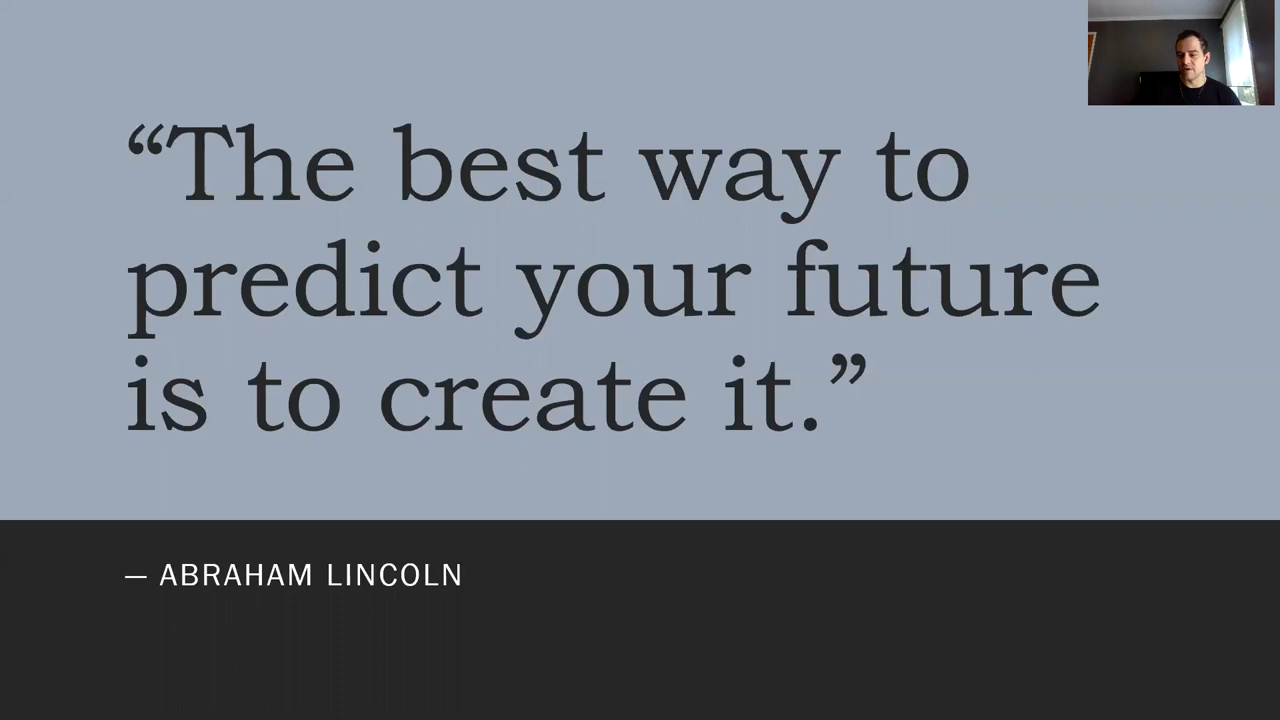 “The best way to
predict your future
is to create it.”
— ABRAHAM LINCOLN